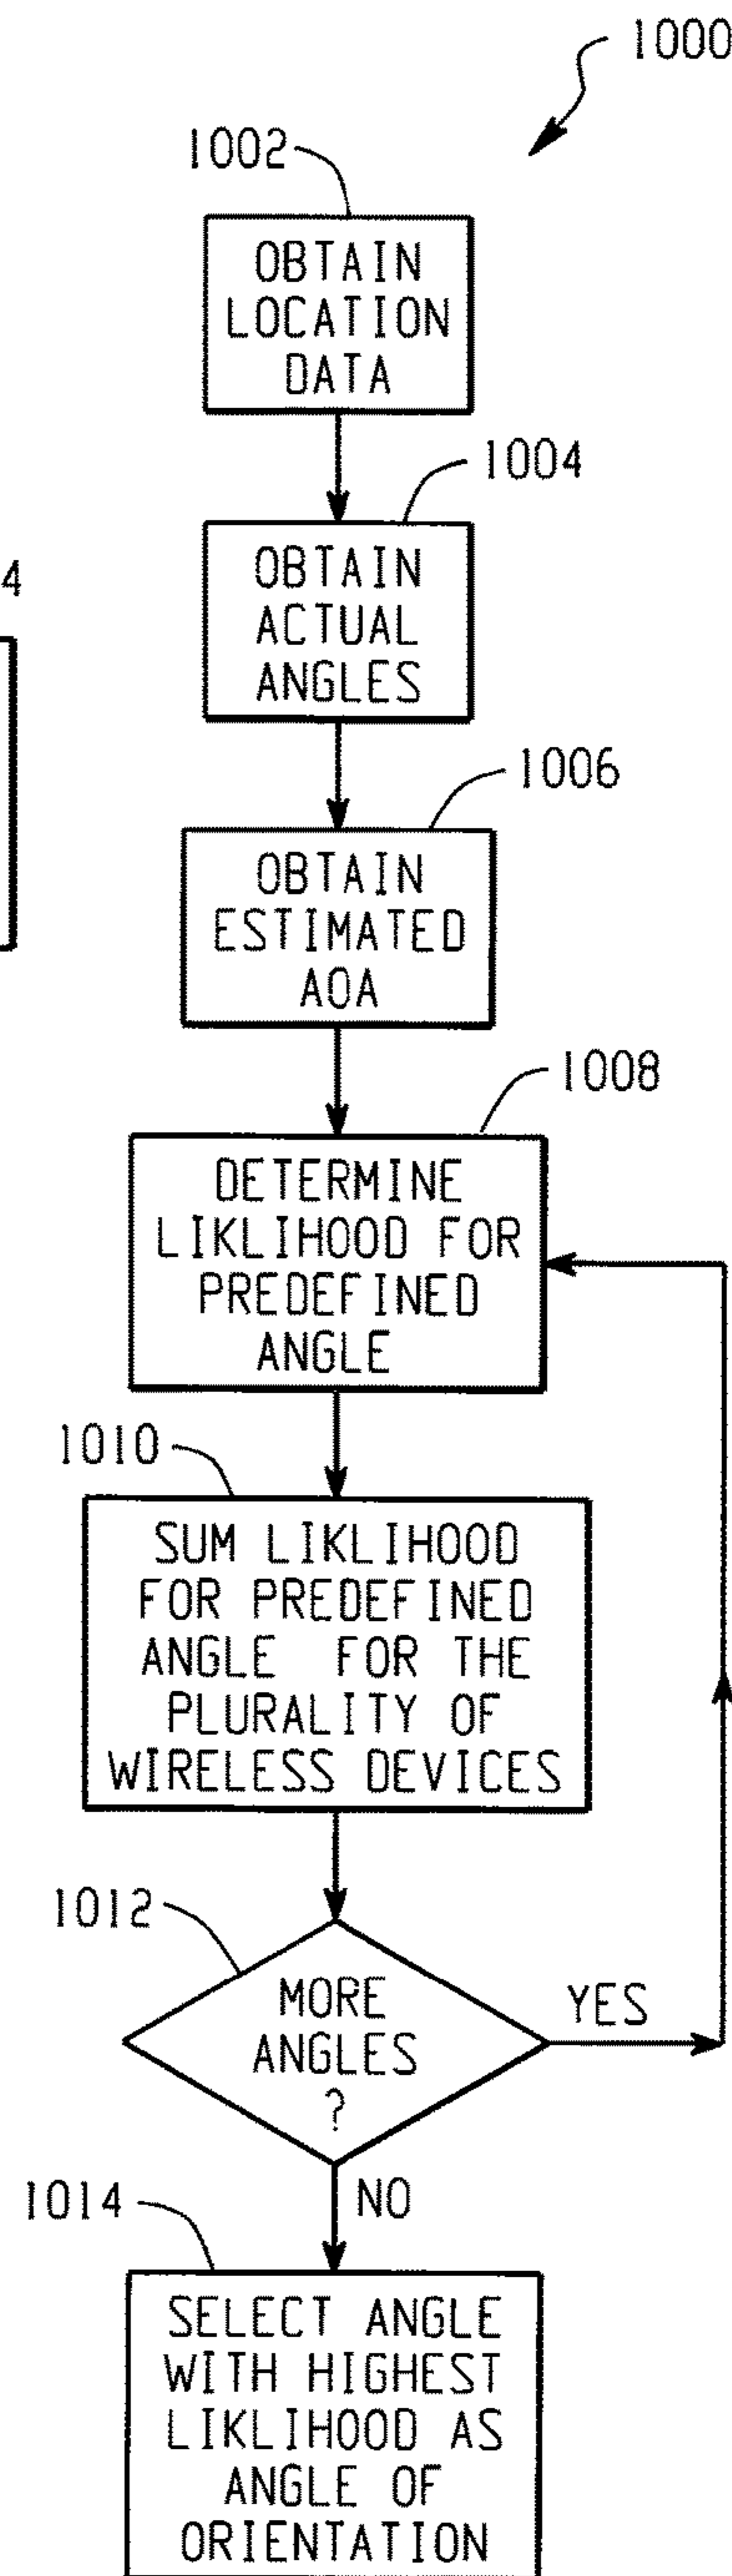 1000
1002
OBTAIN
LOCATION
DATA
1004
OBTAIN
ACTUAL
ANGLES
4
1006
OBTAIN
ESTIMATED
AOA
1008
DETERMINE
LIKLIHOOD FOR
PREDEFINED
ANGLE
1010
SUM LIKLIHOOD
FOR PREDEFINED
ANGLE FOR THE
PLURALITY OF
WIRELESS DEVICES
1012
MORE
ANGLES
?
YES
NO
1014
SELECT ANGLE
WITH HIGHEST
LIKLIHOOD AS
ANGLE OF
ORIENTATION